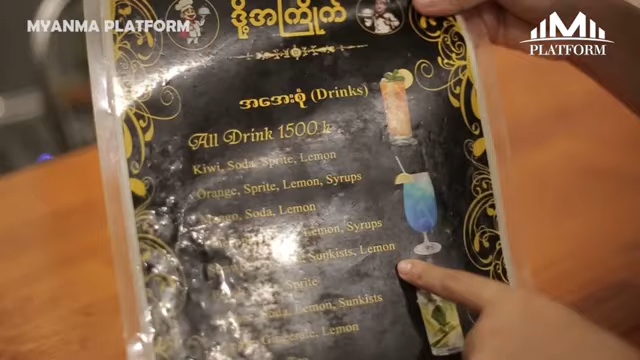 MYANMA PLATFORM
M
PLATFORM
ဒို့အကြိုက်
အအေးစုံ (Drinks)
All Drink 1500 k
Kiwi, Soda, Sprite, Lemon
Orange, Sprite, Lemon, Syrups
Soda, Lemon
Lemon, Syrups
Sunkists, Lemon
Sprite
Soda, Lemon, Sunkists
Lemon